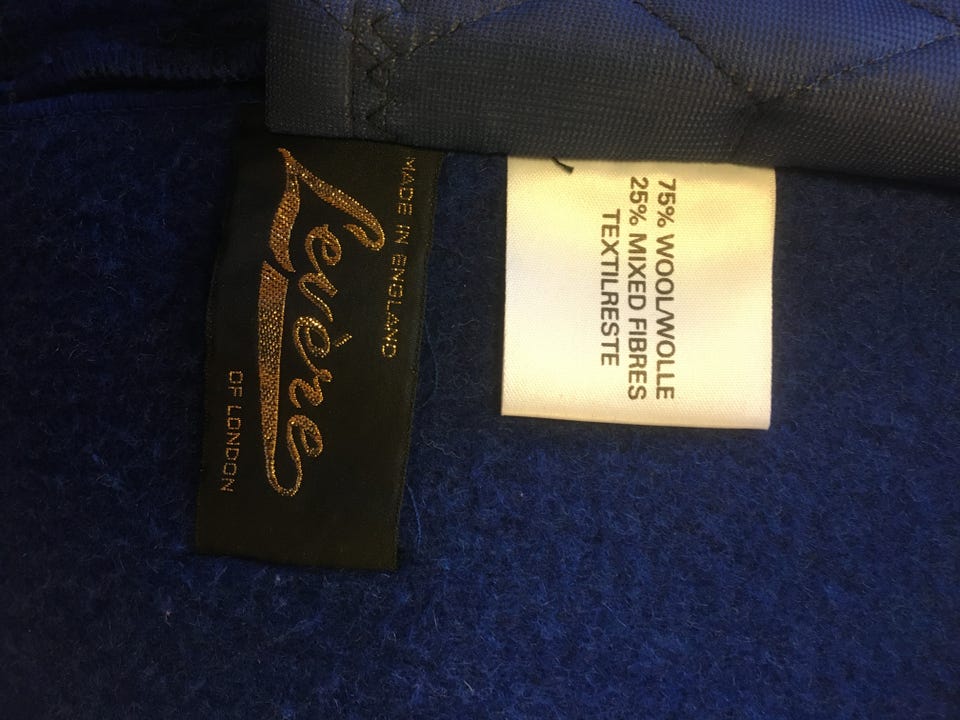 MADE IN ENGLAND
Levère
OF LONDON
75% WOOL/WOLLE
25% MIXED FIBRES
TEXTILRESTE